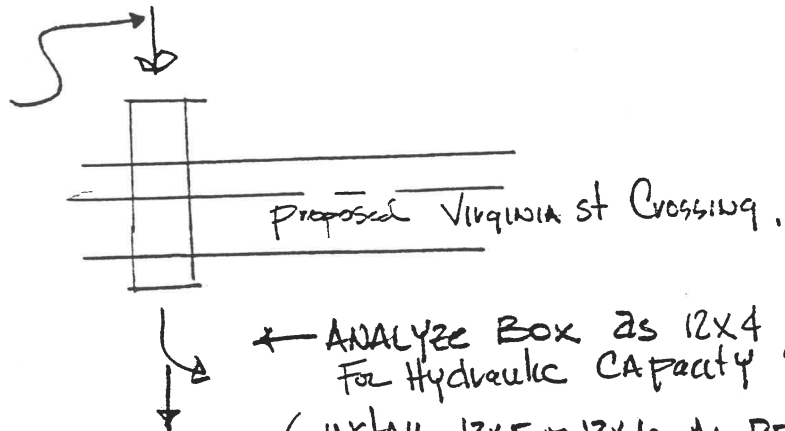 proposed Virginia st Crossing.
ANALYZE BOX as 12x4
For Hydraulic CApacity